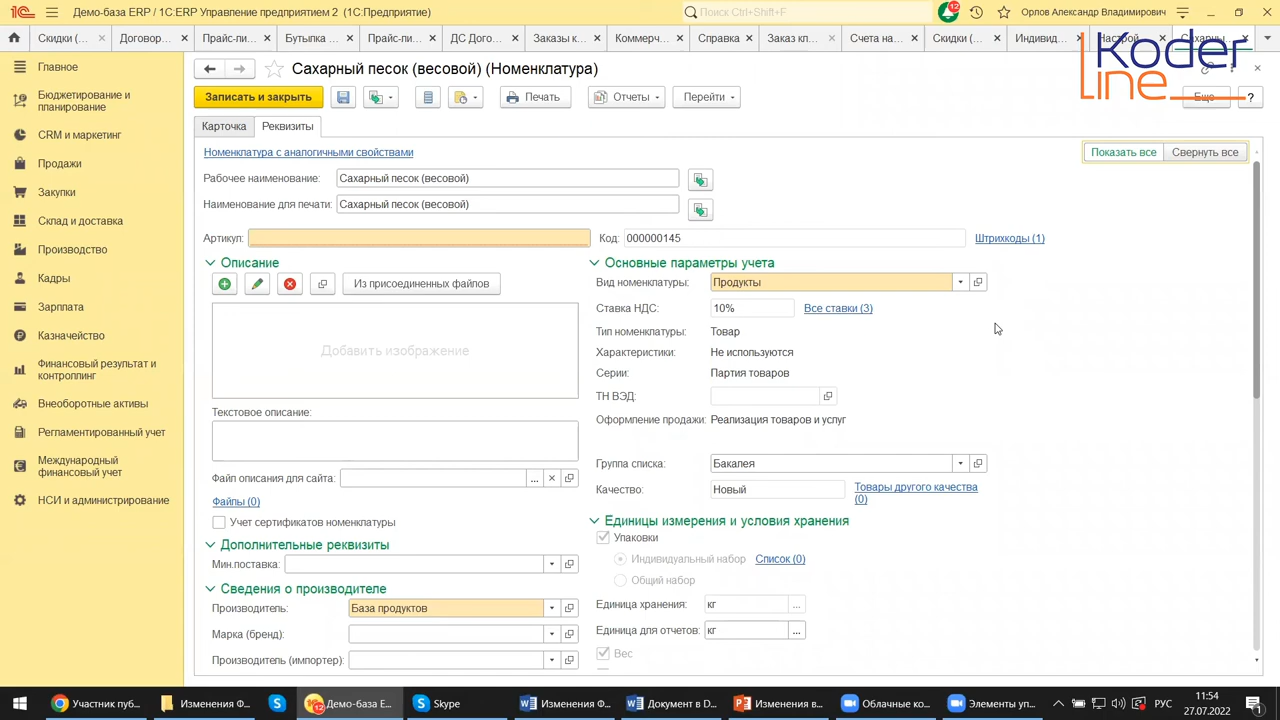 Демо-база ERP / 1С:ERP Управление предприятием 2 (1С:Предприятие)
Поиск Ctrl+Shift+F
12
Орлов Александр Владимирович
Скидки (...
Договор...
Прайс-ли...
Бутылка ...
Прайс-ли...
ДС Дого...
Заказы к...
Коммерч...
Справка
Заказ кл...
Счета на...
Скидки (...
Индивид...
Koder
line
Главное
Бюджетирование и
планирование
CRM и маркетинг
Продажи
Закупки
Склад и доставка
Производство
Кадры
Зарплата
Казначейство
Финансовый результат и
контроллинг
Внеоборотные активы
Регламентированный учет
Международный
финансовый учет
НСИ и администрирование
Сахарный песок (весовой) (Номенклатура)
Записать и закрыть
Печать
Отчеты
Перейти
Еще
?
Карточка
Реквизиты
Номенклатура с аналогичными свойствами
Показать все
Свернуть все
Рабочее наименование:
Сахарный песок (весовой)
Наименование для печати:
Сахарный песок (весовой)
Артикул:
Код:
000000145
Штрихкоды (1)
Описание
Из присоединенных файлов
Добавить изображение
Текстовое описание:
Файл описания для сайта:
...
Файлы (0)
Учет сертификатов номенклатуры
Дополнительные реквизиты
Мин.поставка:
Сведения о производителе
Производитель:
База продуктов
Марка (бренд):
Производитель (импортер):
Основные параметры учета
Вид номенклатуры:
Продукты
Ставка НДС:
10%
Все ставки (3)
Тип номенклатуры:
Товар
Характеристики:
Не используются
Серии:
Партия товаров
ТН ВЭД:
Оформление продажи:
Реализация товаров и услуг
Группа списка:
Бакалея
Качество:
Новый
Товары другого качества
(0)
Единицы измерения и условия хранения
Упаковки
Индивидуальный набор
Список (0)
Общий набор
Единица хранения:
кг
...
Единица для отчетов:
кг
...
Вес
Участник пуб...
Изменения Ф...
Демо-база E...
12
Skype
Изменения Ф...
Документ в D...
Изменения в...
Облачные ко...
Элементы уп...
РУС
11:54
27.07.2022
1